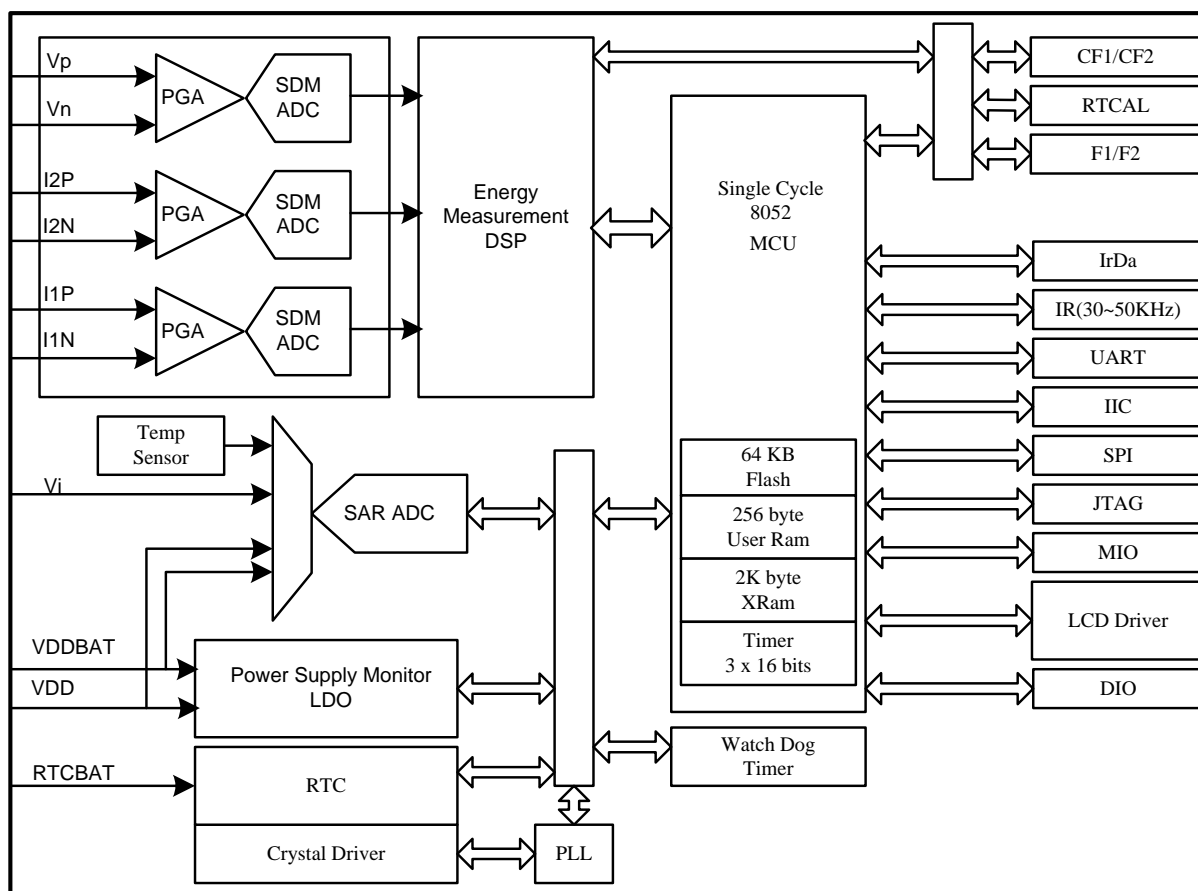 Vp
Vn
PGA
SDM
ADC
I2P
I2N
PGA
SDM
ADC
I1P
I1N
PGA
SDM
ADC
Energy
Measurement
DSP
Single Cycle
8052
MCU
64 KB
Flash
256 byte
User Ram
2K byte
XRam
Timer
3 x 16 bits
CF1/CF2
RTCAL
F1/F2
IrDa
IR(30~50KHz)
UART
IIC
SPI
JTAG
MIO
LCD Driver
DIO
Temp
Sensor
Vi
SAR ADC
VDDBAT
VDD
Power Supply Monitor
LDO
RTCBAT
RTC
Crystal Driver
PLL
Watch Dog
Timer